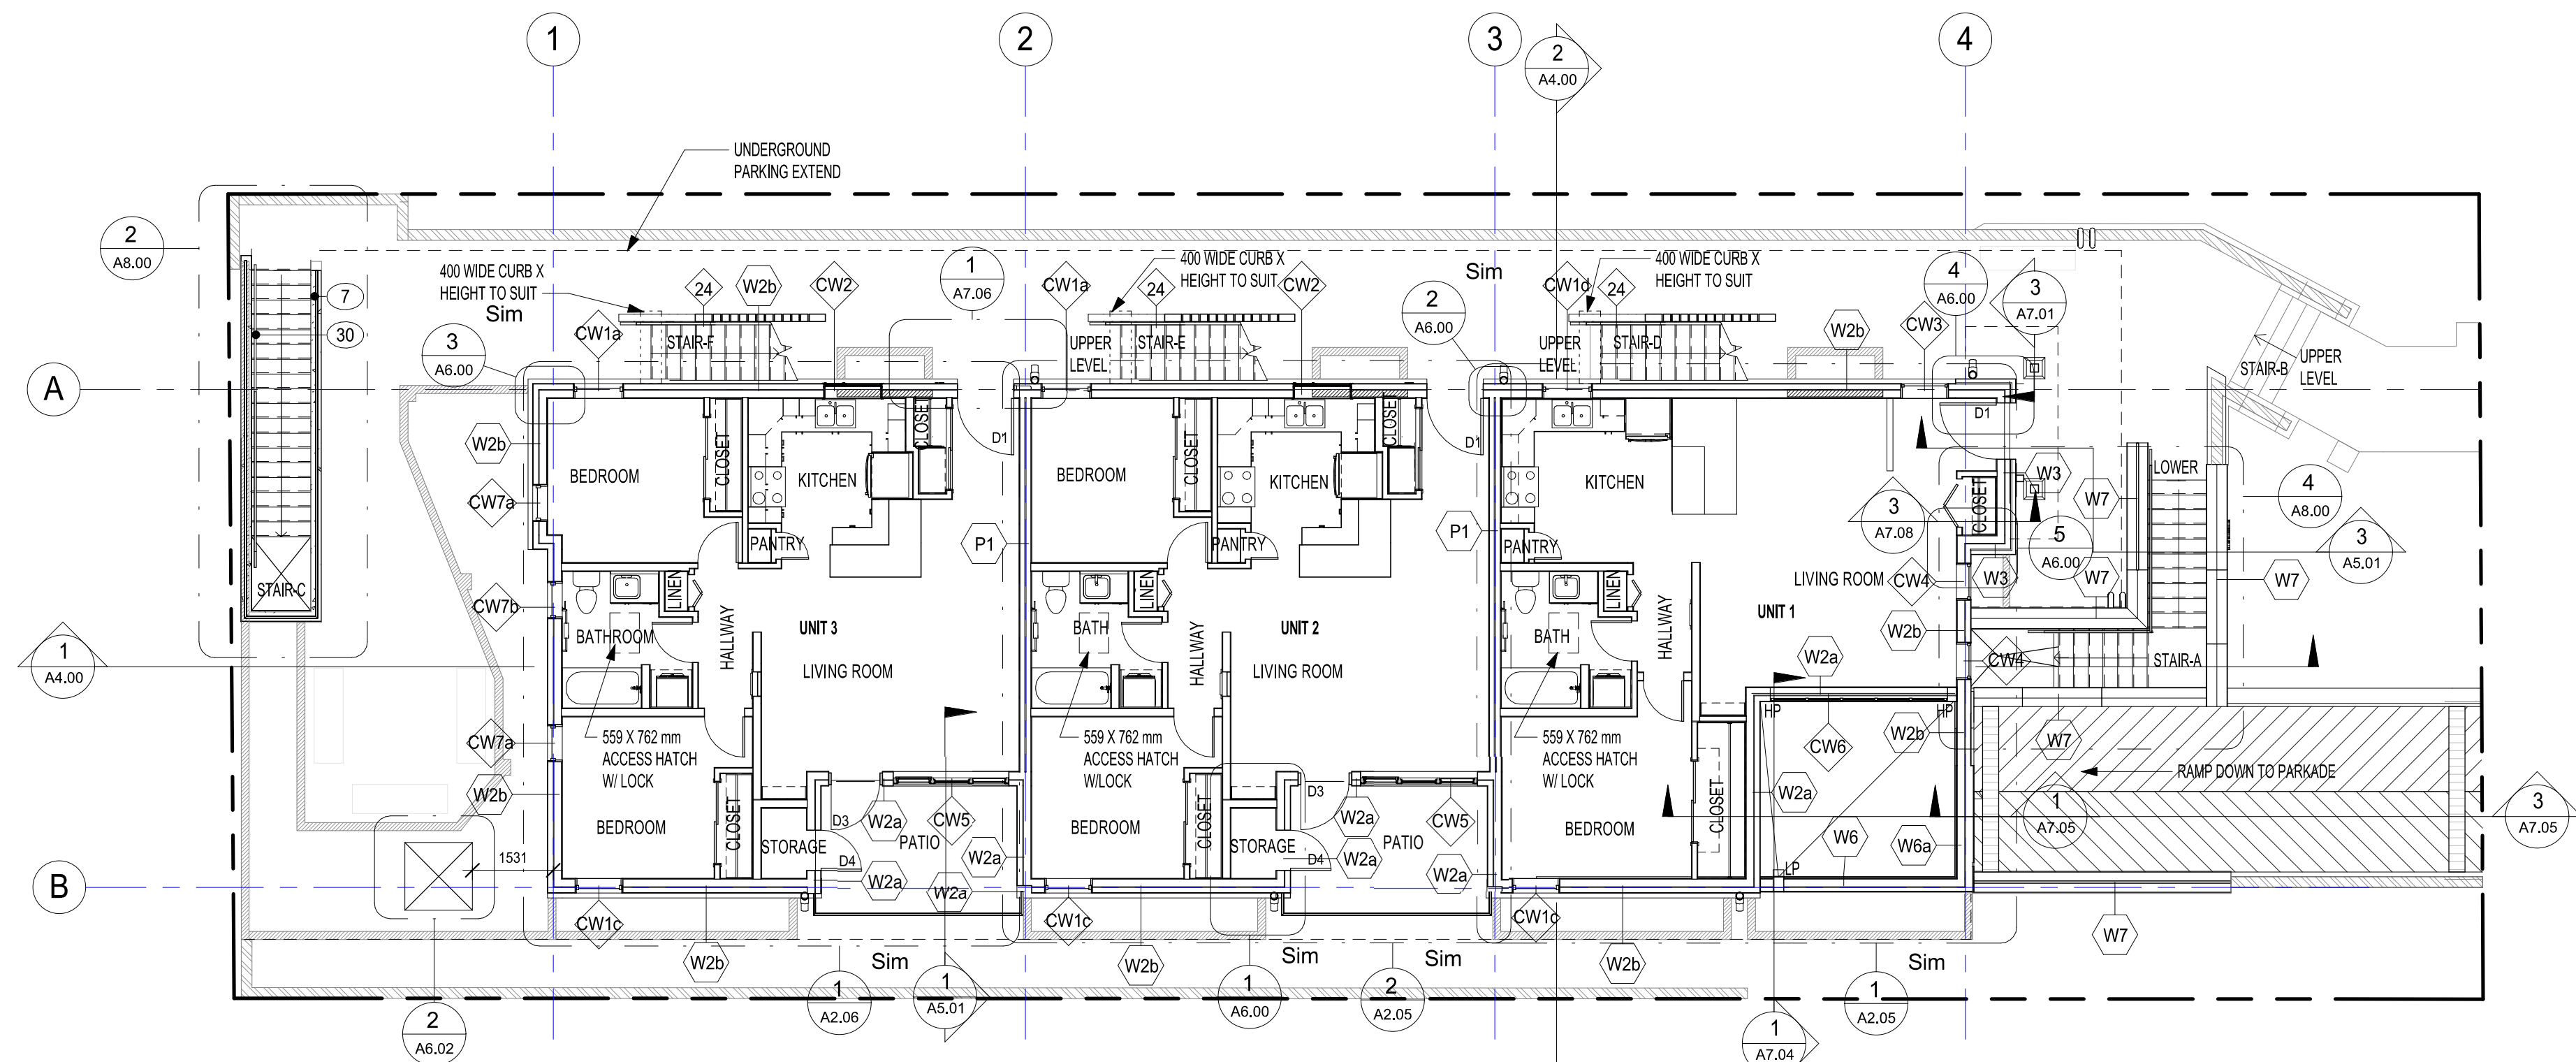 1
2
3
4
2
A4.00
UNDERGROUND
PARKING EXTEND
2
A8.00
400 WIDE CURB X
HEIGHT TO SUIT
Sim
24
W2b
CW2
1
A7.06
CW1a
400 WIDE CURB X
HEIGHT TO SUIT
24
CW2
Sim
2
A6.00
CW1d
400 WIDE CURB X
HEIGHT TO SUIT
24
4
A6.00
3
A7.01
7
30
3
A6.00
CW1a
STAIR-F
UPPER
LEVEL
STAIR-E
UPPER
LEVEL
STAIR-D
W2b
CW3
STAIR-B
UPPER
LEVEL
A
W2b
CW7a
BEDROOM
CLOSET
KITCHEN
CLOSE
D1
PANTRY
P1
BEDROOM
CLOSET
KITCHEN
CLOSET
D1
PANTRY
P1
KITCHEN
PANTRY
D1
W3
CLOSET
3
A7.08
5
A6.00
W3
W7
LOWER
4
A8.00
3
A5.01
W7
W7
STAIR-C
CW7b
BATHROOM
LINEN
HALLWAY
UNIT 3
LIVING ROOM
BATH
LINEN
HALLWAY
UNIT 2
LIVING ROOM
BATH
LINEN
HALLWAY
LIVING ROOM
UNIT 1
CW4
W2b
W2a
CW4
STAIR-A
1
A4.00
CW7a
W2b
559 X 762 mm
ACCESS HATCH
W/ LOCK
559 X 762 mm
ACCESS HATCH
W/LOCK
559 X 762 mm
ACCESS HATCH
W/ LOCK
HP
HP
CW6
W2b
W7
RAMP DOWN TO PARKADE
BEDROOM
CLOSET
STORAGE
D3
D4
W2a
CW5
PATIO
W2a
W2a
W2a
BEDROOM
CLOSET
STORAGE
D3
D4
W2a
W2a
CW5
PATIO
W2a
BEDROOM
CLOSET
W2a
W6
W6a
LP
1
A7.05
3
A7.05
B
1531
CW1c
W2b
CW1c
W2b
CW1c
W2b
W7
Sim
Sim
Sim
Sim
2
A6.02
1
A2.06
1
A5.01
1
A6.00
2
A2.05
1
A7.04
1
A2.05